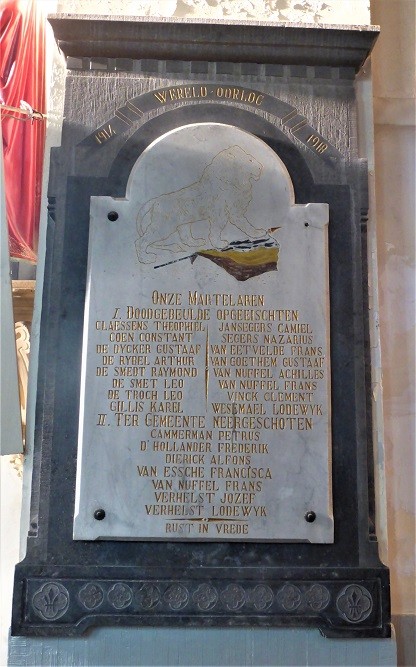 WERELD-OORLOG
1914 1918
ONZE MARTELAREN
I. DOODGEBEULDE OPGEEISCHTEN
CLAESSENS THEOPHIEL JANSEGERS CAMIEL
COEN CONSTANT SEGERS NAZARIUS
DE DYCKER GUSTAAF VAN EETVELDE FRANS
DE RYDEL ARTHUR VAN GOETHEM GUSTAAF
DE SMEDT RAYMOND VAN NUFFEL ACHILLES
DE SMET LEO VAN NUFFEL FRANS
DE TROCH LEO VINCK CLEMENT
GILLIS KAREL WESEMAEL LODEWYK
II. TER GEMEENTE NEERGESCHOTEN
CAMMERMAN PETRUS
D'HOLLANDER FREDERIK
DIERICK ALFONS
VAN ESSCHE FRANCISCA
VAN NUFFEL FRANS
VERHELST JOZEF
VERHELST LODEWYK
RUST IN VREDE